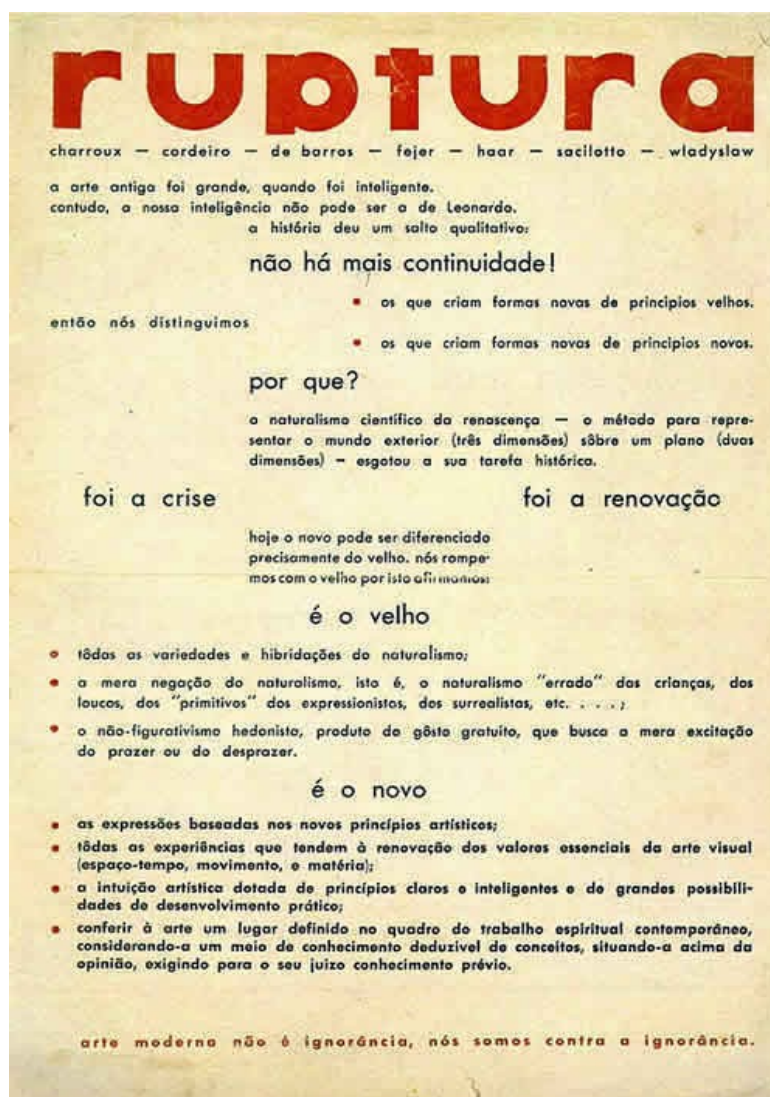 ruptura
charroux — cordeiro — de barros — fejer — haar — sacilotto — wladyslaw
a arte antiga foi grande, quando foi inteligente.
contudo, a nossa inteligência não pode ser a de Leonardo.
a história deu um salto qualitativo:
não há mais continuidade!
então nós distinguimos
• os que criam formas novas de principios velhos.
• os que criam formas novas de principios novos.
por que?
o naturalismo científico da renascença — o método para repre-
sentar o mundo exterior (três dimensões) sôbre um plano (duas
dimensões) — esgotou a sua tarefa histórica.
foi a crise foi a renovação
hoje o novo pode ser diferenciado
precisamente do velho. nós rompe-
mos com o velho por isto afirmamos:
é o velho
• tôdas as variedades e hibridações do naturalismo;
• a mera negação do naturalismo, isto é, o naturalismo "errado" das crianças, dos
loucos, dos "primitivos" dos expressionistas, dos surrealistas, etc. . . . ;
• o não-figurativismo hedonista, produto do gôsto gratuito, que busca a mera excitação
do prazer ou do desprazer.
é o novo
• as expressões baseadas nos novos princípios artísticos;
• tôdas as experiências que tendem à renovação dos valores essenciais da arte visual
(espaço-tempo, movimento, e matéria);
• a intuição artística dotada de princípios claros e inteligentes e de grandes possibili-
dades de desenvolvimento prático;
• conferir à arte um lugar definido no quadro do trabalho espiritual contemporâneo,
considerando-a um meio de conhecimento deduzível de conceitos, situando-a acima da
opinião, exigindo para o seu juizo conhecimento prévio.
arte moderna não é ignorância, nós somos contra a ignorância.